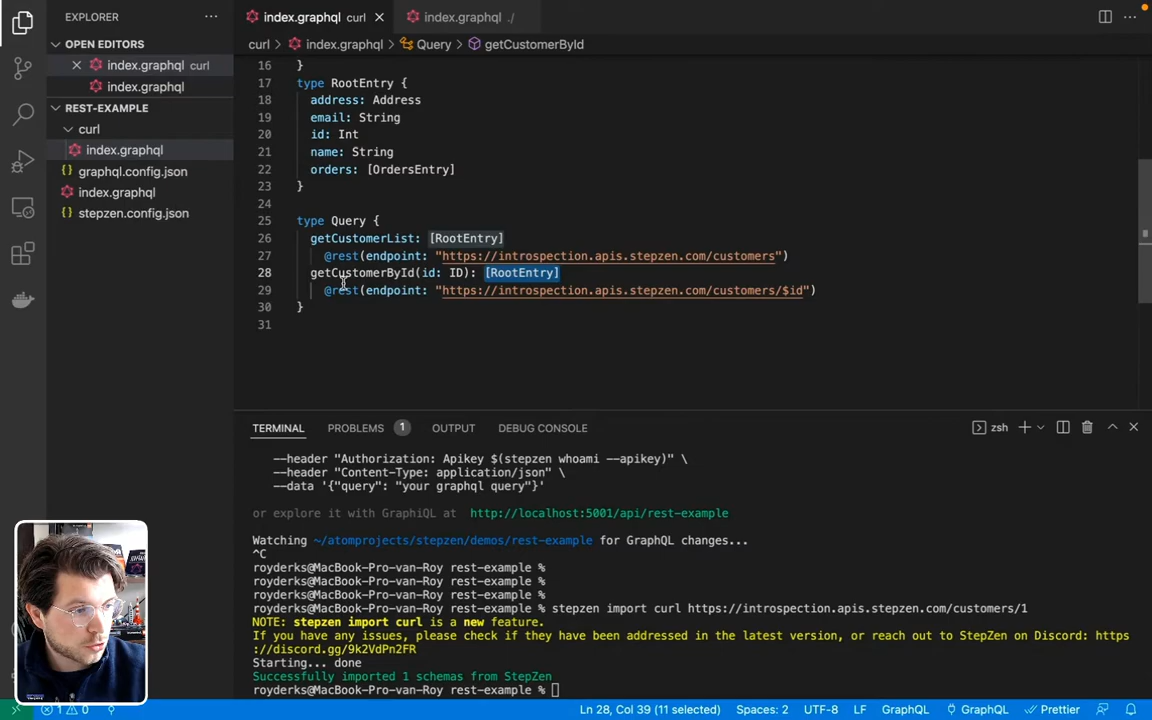 EXPLORER
OPEN EDITORS
index.graphql curl
index.graphql
REST-EXAMPLE
curl
index.graphql
graphql.config.json
index.graphql
stepzen.config.json
index.graphql curl
index.graphql ./
curl > index.graphql > Query > getCustomerById
16 }
17 type RootEntry {
18 address: Address
19 email: String
20 id: Int
21 name: String
22 orders: [OrdersEntry]
23 }
24
25 type Query {
26 getCustomerList: [RootEntry]
27 @rest(endpoint: "https://introspection.apis.stepzen.com/customers")
28 getCustomerById(id: ID): [RootEntry]
29 @rest(endpoint: "https://introspection.apis.stepzen.com/customers/$id")
30 }
31
TERMINAL PROBLEMS 1 OUTPUT DEBUG CONSOLE zsh
--header "Authorization: Apikey $(stepzen whoami --apikey)" \
--header "Content-Type: application/json" \
--data '{"query": "your graphql query"}'
or explore it with GraphiQL at http://localhost:5001/api/rest-example
Watching ~/atomprojects/stepzen/demos/rest-example for GraphQL changes...
^C
royderks@MacBook-Pro-van-Roy rest-example %
royderks@MacBook-Pro-van-Roy rest-example %
royderks@MacBook-Pro-van-Roy rest-example %
royderks@MacBook-Pro-van-Roy rest-example % stepzen import curl https://introspection.apis.stepzen.com/customers/1
NOTE: stepzen import curl is a new feature.
If you have any issues, please check if they have been addressed in the latest version, or reach out to StepZen on Discord: https
://discord.gg/9k2VdPn2FR
Starting... done
Successfully imported 1 schemas from StepZen
royderks@MacBook-Pro-van-Roy rest-example %
1 0 Ln 28, Col 39 (11 selected) Spaces: 2 UTF-8 LF GraphQL GraphQL Prettier